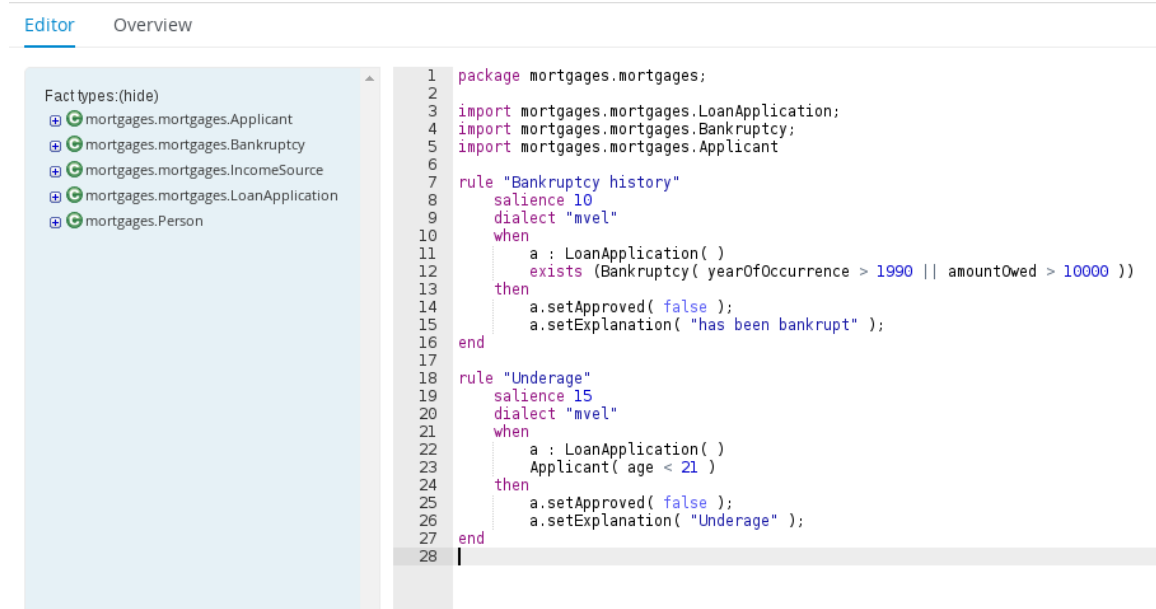 Editor Overview
Fact types:(hide)
mortgages.mortgages.Applicant
mortgages.mortgages.Bankruptcy
mortgages.mortgages.IncomeSource
mortgages.mortgages.LoanApplication
mortgages.Person
1 package mortgages.mortgages;
2
3 import mortgages.mortgages.LoanApplication;
4 import mortgages.mortgages.Bankruptcy;
5 import mortgages.mortgages.Applicant
6
7 rule "Bankruptcy history"
8     salience 10
9     dialect "mvel"
10     when
11         a : LoanApplication( )
12         exists (Bankruptcy( yearOfOccurrence > 1990 || amountOwed > 10000 ))
13     then
14         a.setApproved( false );
15         a.setExplanation( "has been bankrupt" );
16 end
17
18 rule "Underage"
19     salience 15
20     dialect "mvel"
21     when
22         a : LoanApplication( )
23         Applicant( age < 21 )
24     then
25         a.setApproved( false );
26         a.setExplanation( "Underage" );
27 end
28